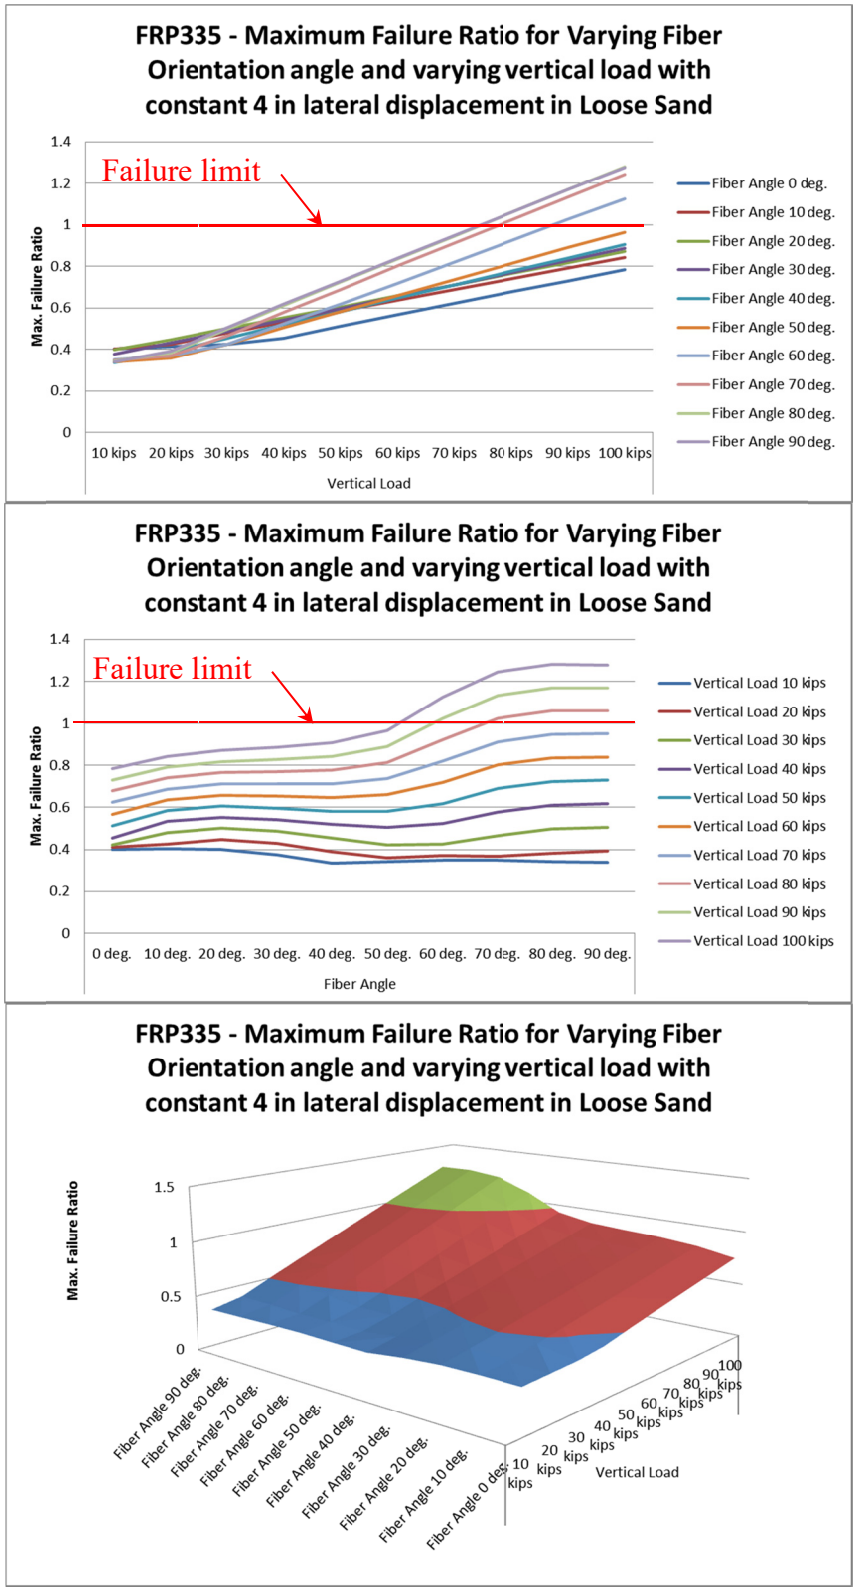 FRP335 - Maximum Failure Ratio for Varying Fiber
Orientation angle and varying vertical load with
constant 4 in lateral displacement in Loose Sand
1.4
1.2
1
0.8
0.6
0.4
0.2
0
Max. Failure Ratio
Failure limit
10 kips 20 kips 30 kips 40 kips 50 kips 60 kips 70 kips 80 kips 90 kips 100 kips
Vertical Load
Fiber Angle 0 deg.
Fiber Angle 10 deg.
Fiber Angle 20 deg.
Fiber Angle 30 deg.
Fiber Angle 40 deg.
Fiber Angle 50 deg.
Fiber Angle 60 deg.
Fiber Angle 70 deg.
Fiber Angle 80 deg.
Fiber Angle 90 deg.
FRP335 - Maximum Failure Ratio for Varying Fiber
Orientation angle and varying vertical load with
constant 4 in lateral displacement in Loose Sand
1.4
1.2
1
0.8
0.6
0.4
0.2
0
Max. Failure Ratio
Failure limit
0 deg. 10 deg. 20 deg. 30 deg. 40 deg. 50 deg. 60 deg. 70 deg. 80 deg. 90 deg.
Fiber Angle
Vertical Load 10 kips
Vertical Load 20 kips
Vertical Load 30 kips
Vertical Load 40 kips
Vertical Load 50 kips
Vertical Load 60 kips
Vertical Load 70 kips
Vertical Load 80 kips
Vertical Load 90 kips
Vertical Load 100 kips
FRP335 - Maximum Failure Ratio for Varying Fiber
Orientation angle and varying vertical load with
constant 4 in lateral displacement in Loose Sand
1.5
1
0.5
0
Max. Failure Ratio
Fiber Angle 90 deg.
Fiber Angle 80 deg.
Fiber Angle 70 deg.
Fiber Angle 60 deg.
Fiber Angle 50 deg.
Fiber Angle 40 deg.
Fiber Angle 30 deg.
Fiber Angle 20 deg.
Fiber Angle 10 deg.
Fiber Angle 0 deg.
10
kips
20
kips
30
kips
40
kips
50
kips
60
kips
70
kips
80
kips
90
100
kips
Vertical Load